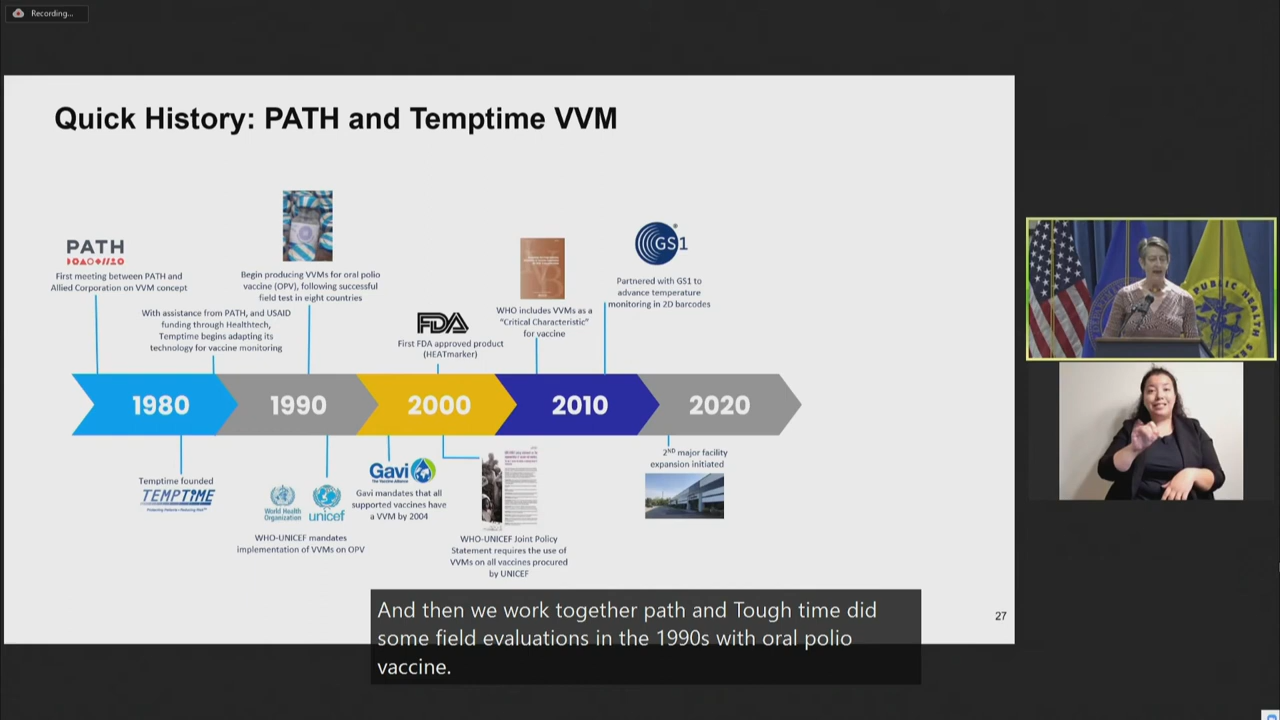 Recording...
Quick History: PATH and Temptime VVM
PATH
First meeting between PATH and
Allied Corporation on VVM concept
With assistance from PATH, and USAID
funding through Healthtech,
Temptime begins adapting its
technology for vaccine monitoring
Begin producing VVMs for oral polio
vaccine (OPV), following successful
field test in eight countries
FDA
First FDA approved product
(HEATmarker)
WHO includes VVMs as a
"Critical Characteristic"
for vaccine
GS1
Partnered with GS1 to
advance temperature
monitoring in 2D barcodes
1980
1990
2000
2010
2020
Temptime founded
TEMPTIME
World Health
Organization
unicef
WHO-UNICEF mandates
implementation of VVMs on OPV
Gavi
The Vaccine Alliance
Gavi mandates that all
supported vaccines have
a VVM by 2004
WHO-UNICEF Joint Policy
Statement requires the use of
VVMs on all vaccines procured
by UNICEF
2ND major facility
expansion initiated
27
And then we work together path and Tough time did
some field evaluations in the 1990s with oral polio
vaccine.
PUBLIC HEALTH SE